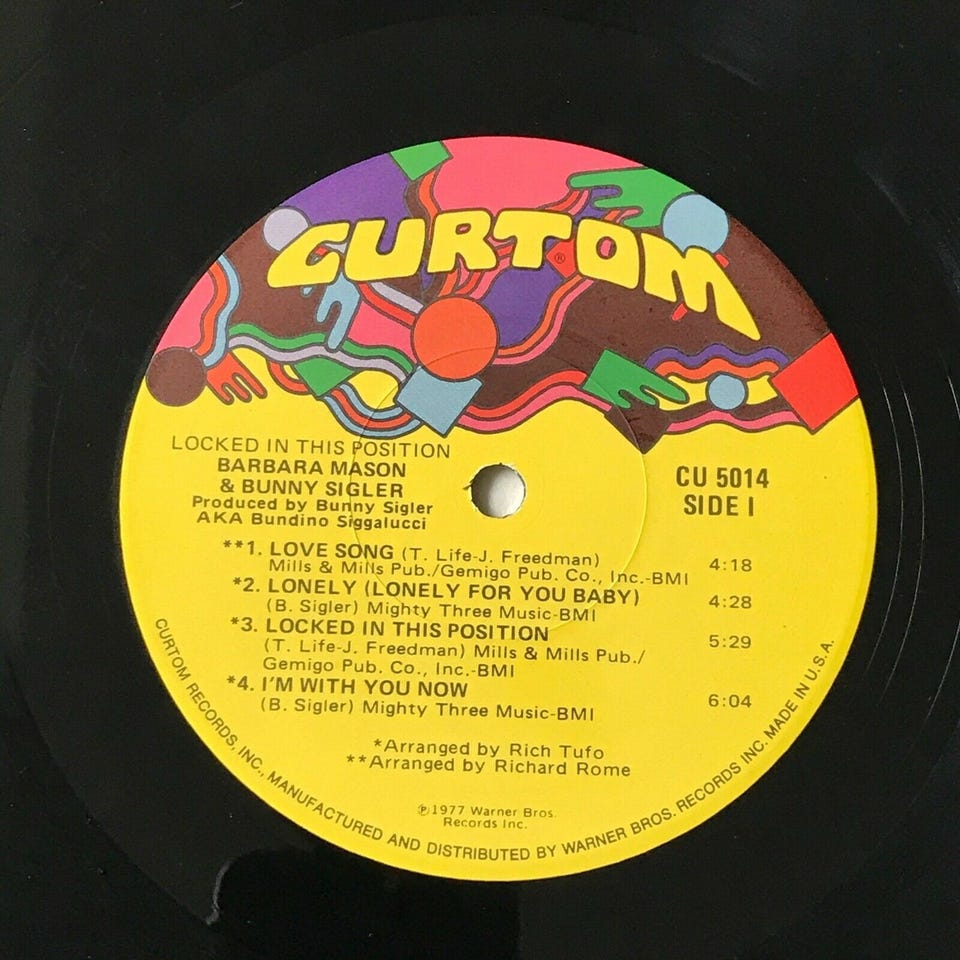 CURTOM
®
LOCKED IN THIS POSITION
BARBARA MASON
& BUNNY SIGLER
Produced by Bunny Sigler
AKA Bundino Siggalucci
CU 5014
SIDE I
**1. LOVE SONG (T. Life-J. Freedman) 4:18
Mills & Mills Pub./Gemigo Pub. Co., Inc.-BMI
*2. LONELY (LONELY FOR YOU BABY) 4:28
(B. Sigler) Mighty Three Music-BMI
*3. LOCKED IN THIS POSITION 5:29
(T. Life-J. Freedman) Mills & Mills Pub./
Gemigo Pub. Co., Inc.-BMI
*4. I'M WITH YOU NOW 6:04
(B. Sigler) Mighty Three Music-BMI
*Arranged by Rich Tufo
**Arranged by Richard Rome
℗1977 Warner Bros.
Records Inc.
CURTOM RECORDS, INC., MANUFACTURED AND DISTRIBUTED BY WARNER BROS. RECORDS INC. MADE IN U.S.A.